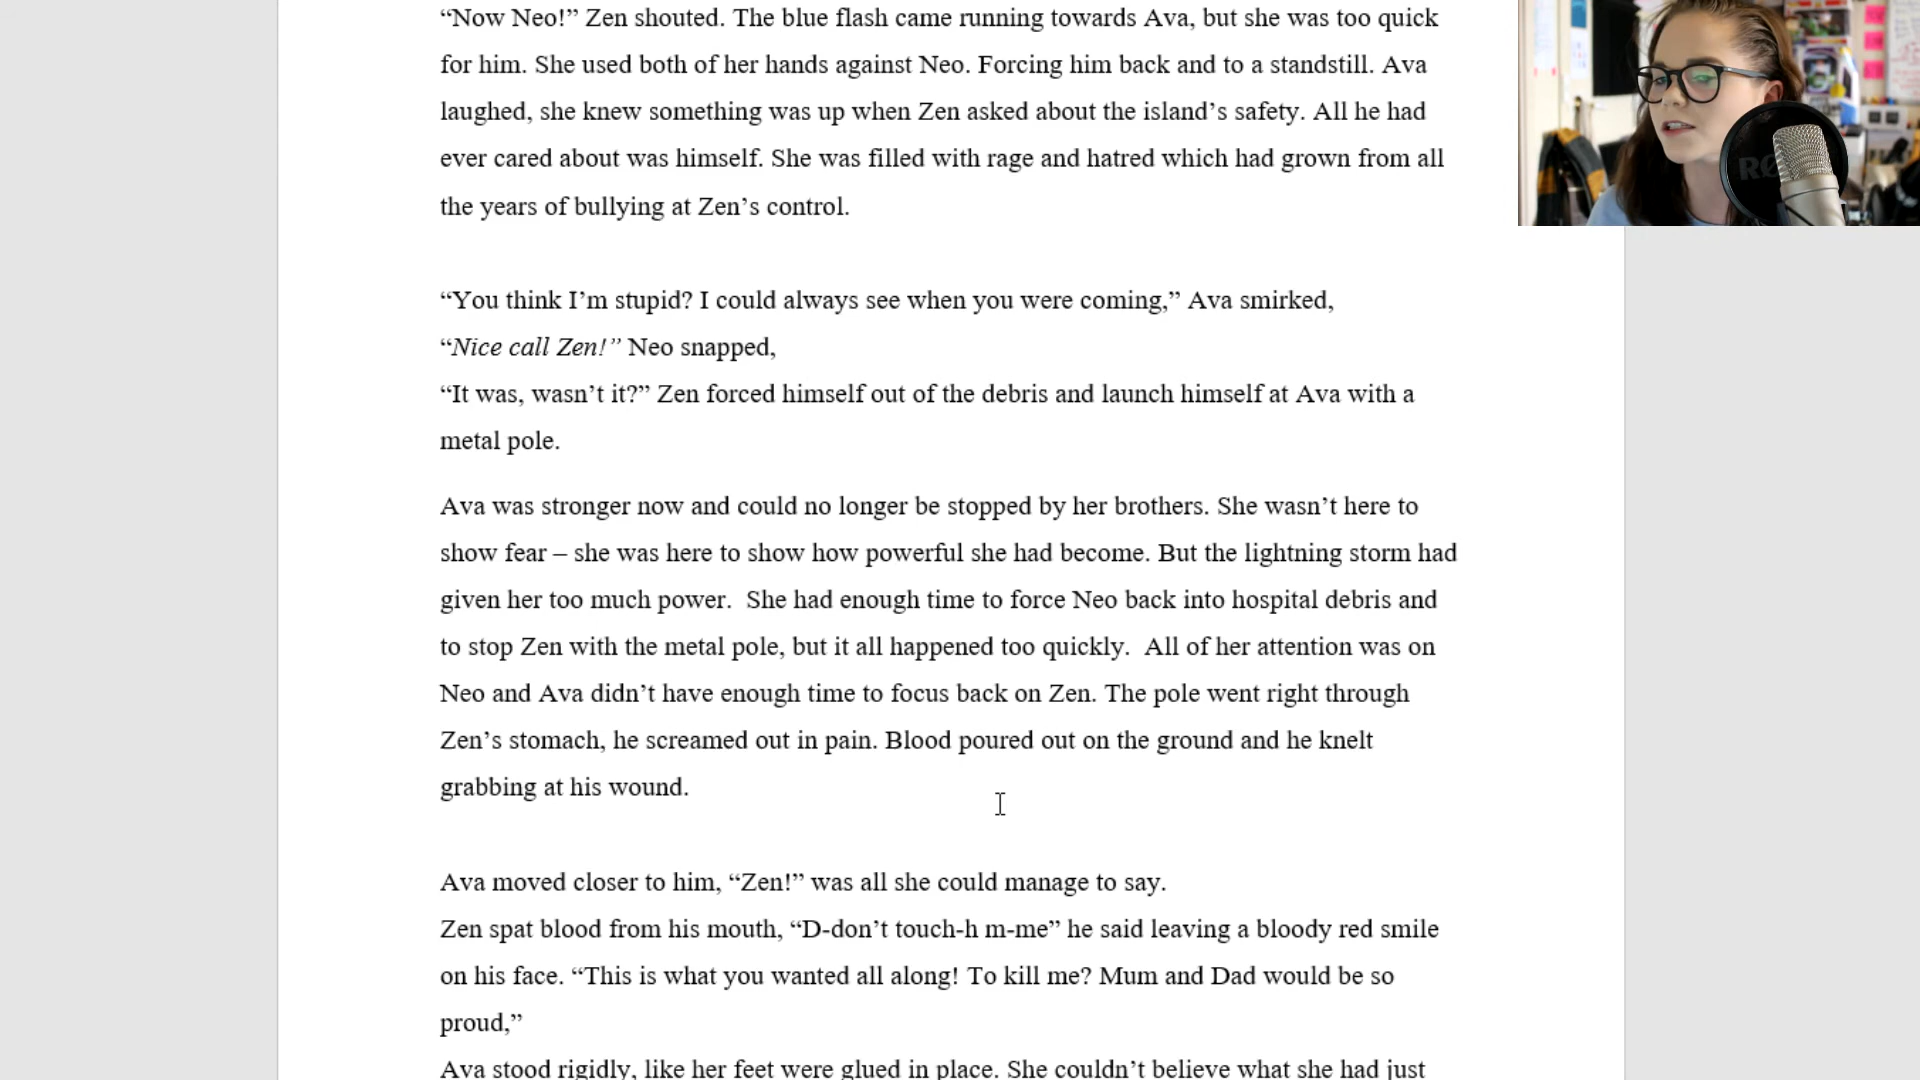 “Now Neo!” Zen shouted. The blue flash came running towards Ava, but she was too quick
for him. She used both of her hands against Neo. Forcing him back and to a standstill. Ava
laughed, she knew something was up when Zen asked about the island’s safety. All he had
ever cared about was himself. She was filled with rage and hatred which had grown from all
the years of bullying at Zen’s control.
“You think I’m stupid? I could always see when you were coming,” Ava smirked,
“Nice call Zen!” Neo snapped,
“It was, wasn’t it?” Zen forced himself out of the debris and launch himself at Ava with a
metal pole.
Ava was stronger now and could no longer be stopped by her brothers. She wasn’t here to
show fear – she was here to show how powerful she had become. But the lightning storm had
given her too much power.  She had enough time to force Neo back into hospital debris and
to stop Zen with the metal pole, but it all happened too quickly.  All of her attention was on
Neo and Ava didn’t have enough time to focus back on Zen. The pole went right through
Zen’s stomach, he screamed out in pain. Blood poured out on the ground and he knelt
grabbing at his wound.
Ava moved closer to him, “Zen!” was all she could manage to say.
Zen spat blood from his mouth, “D-don’t touch-h m-me” he said leaving a bloody red smile
on his face. “This is what you wanted all along! To kill me? Mum and Dad would be so
proud,”
Ava stood rigidly, like her feet were glued in place. She couldn’t believe what she had just
RØ